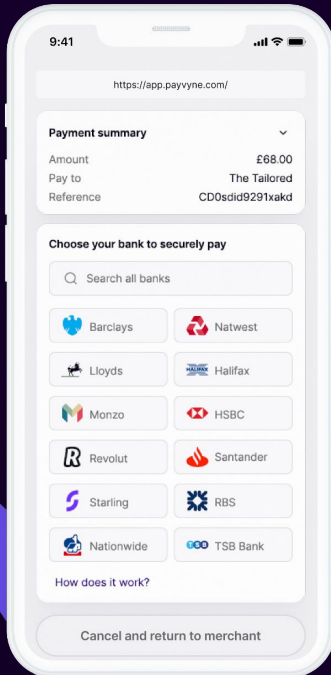 9:41
https://app.payvyne.com/
Payment summary
Amount £68.00
Pay to The Tailored
Reference CD0sdid9291xakd
Choose your bank to securely pay
Search all banks
Barclays Natwest
Lloyds HALIFAX Halifax
Monzo HSBC
R Revolut Santander
Starling RBS
Nationwide TSB TSB Bank
How does it work?
Cancel and return to merchant